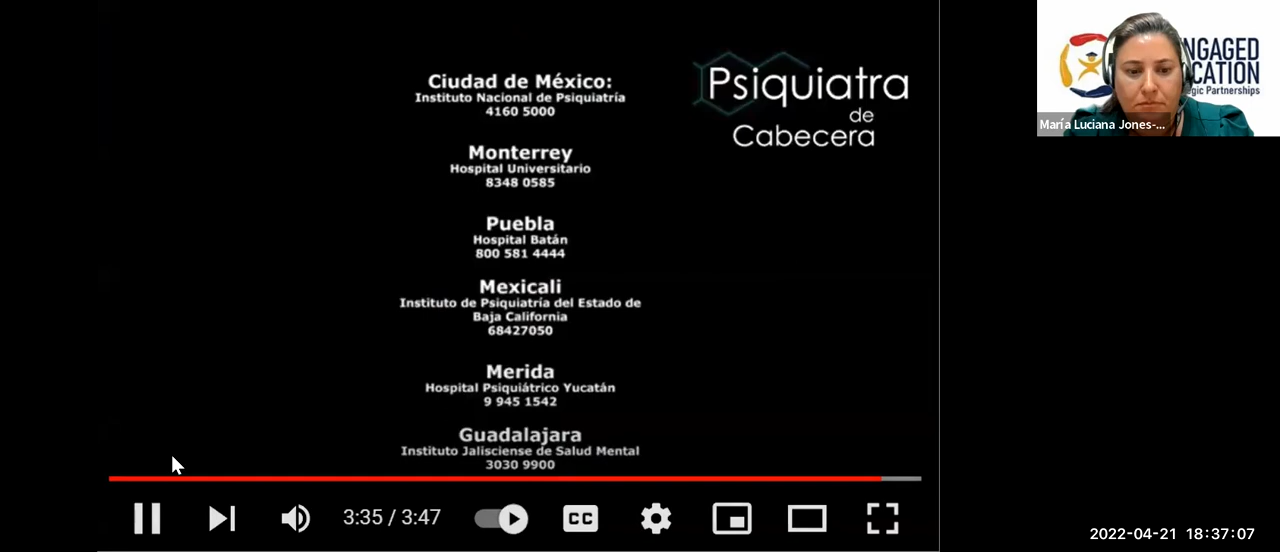 Ciudad de México:
Instituto Nacional de Psiquiatría
4160 5000
Monterrey
Hospital Universitario
8348 0585
Puebla
Hospital Batán
800 581 4444
Mexicali
Instituto de Psiquiatría del Estado de
Baja California
68427050
Merida
Hospital Psiquiátrico Yucatán
9 945 1542
Guadalajara
Instituto Jalisciense de Salud Mental
3030 9900
Psiquiatra
de
Cabecera
3:35 / 3:47
CC
NGAGED
CATION
gic Partnerships
María Luciana Jones-...
2022-04-21 18:37:07